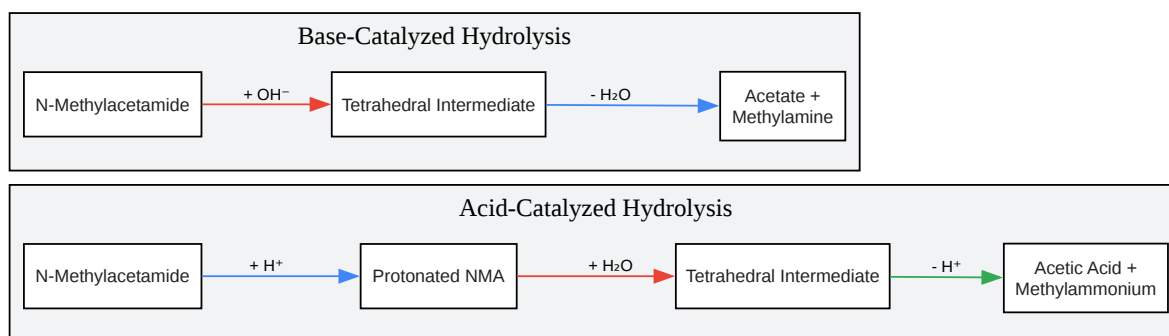 Base-Catalyzed Hydrolysis
N-Methylacetamide
+ OH⁻
Tetrahedral Intermediate
- H₂O
Acetate +
Methylamine
Acid-Catalyzed Hydrolysis
N-Methylacetamide
+ H⁺
Protonated NMA
+ H₂O
Tetrahedral Intermediate
- H⁺
Acetic Acid +
Methylammonium